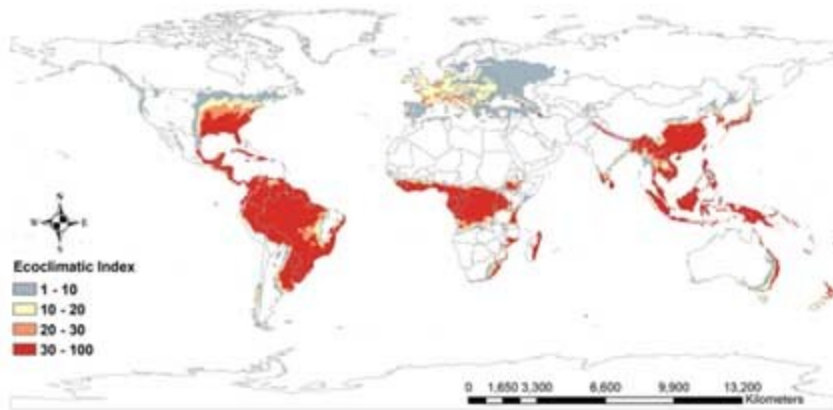 N
W E
S
Ecoclimatic Index
1 - 10
10 - 20
20 - 30
30 - 100
0 1,650 3,300 6,600 9,900 13,200
Kilometers